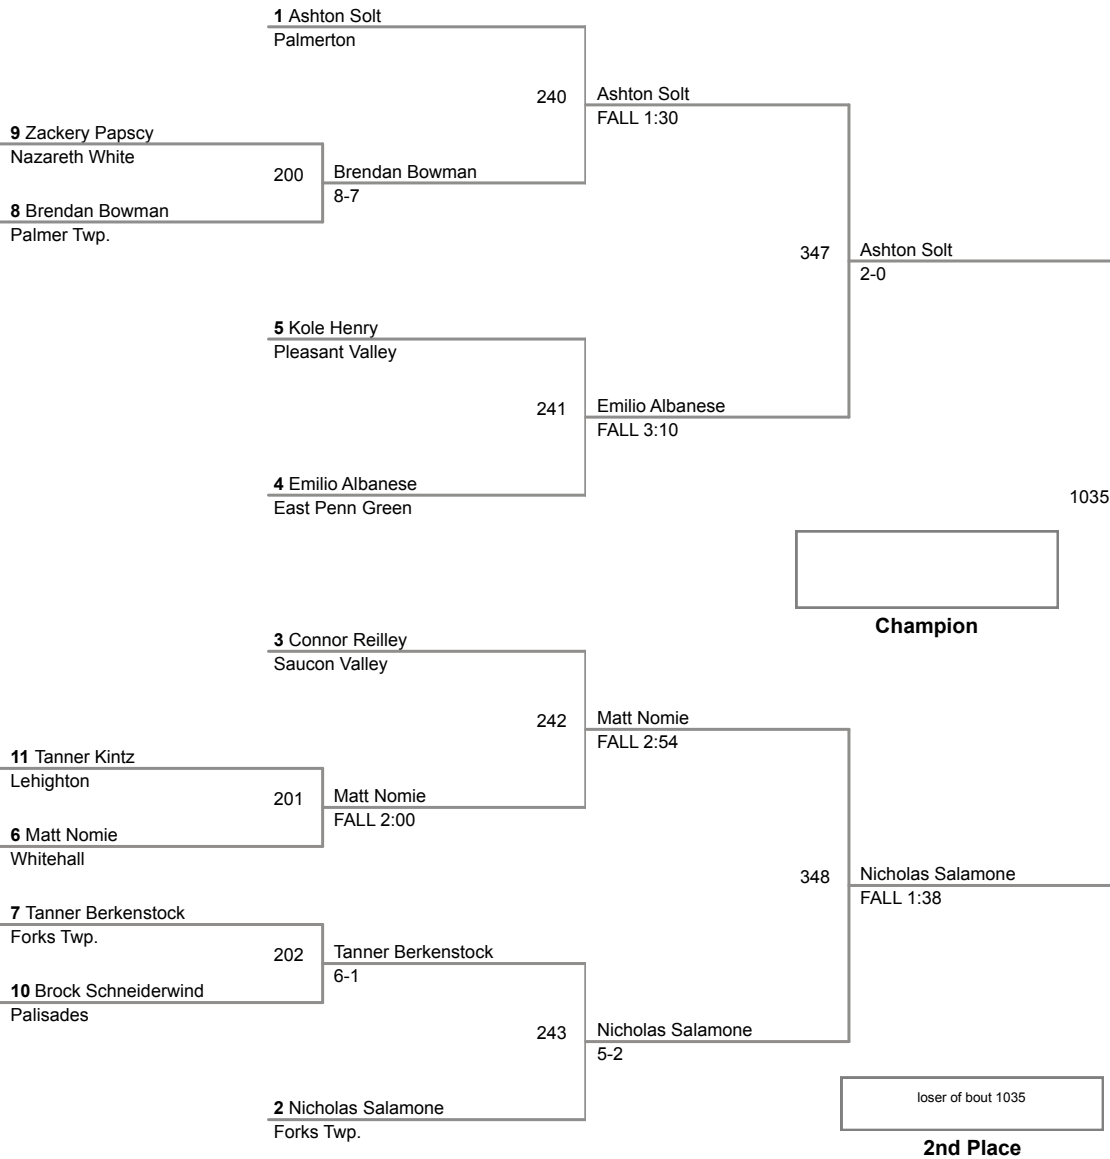 1 Ashton Solt
Palmerton
240
Ashton Solt
FALL 1:30
9 Zackery Papscy
Nazareth White
200
Brendan Bowman
8-7
8 Brendan Bowman
Palmer Twp.
347
Ashton Solt
2-0
5 Kole Henry
Pleasant Valley
241
Emilio Albanese
FALL 3:10
4 Emilio Albanese
East Penn Green
1035
Champion
3 Connor Reilley
Saucon Valley
242
Matt Nomie
FALL 2:54
11 Tanner Kintz
Lehighton
201
Matt Nomie
FALL 2:00
6 Matt Nomie
Whitehall
348
Nicholas Salamone
FALL 1:38
7 Tanner Berkenstock
Forks Twp.
202
Tanner Berkenstock
6-1
10 Brock Schneiderwind
Palisades
243
Nicholas Salamone
5-2
2 Nicholas Salamone
Forks Twp.
loser of bout 1035
2nd Place